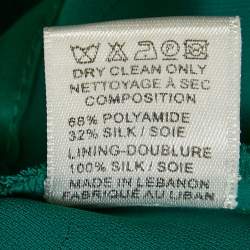 DRY CLEAN ONLY
NETTOYAGE À SEC
COMPOSITION
68% POLYAMIDE
32% SILK / SOIE
LINING-DOUBLURE
100% SILK / SOIE
MADE IN LEBANON
FABRIQUE AU LIBAN